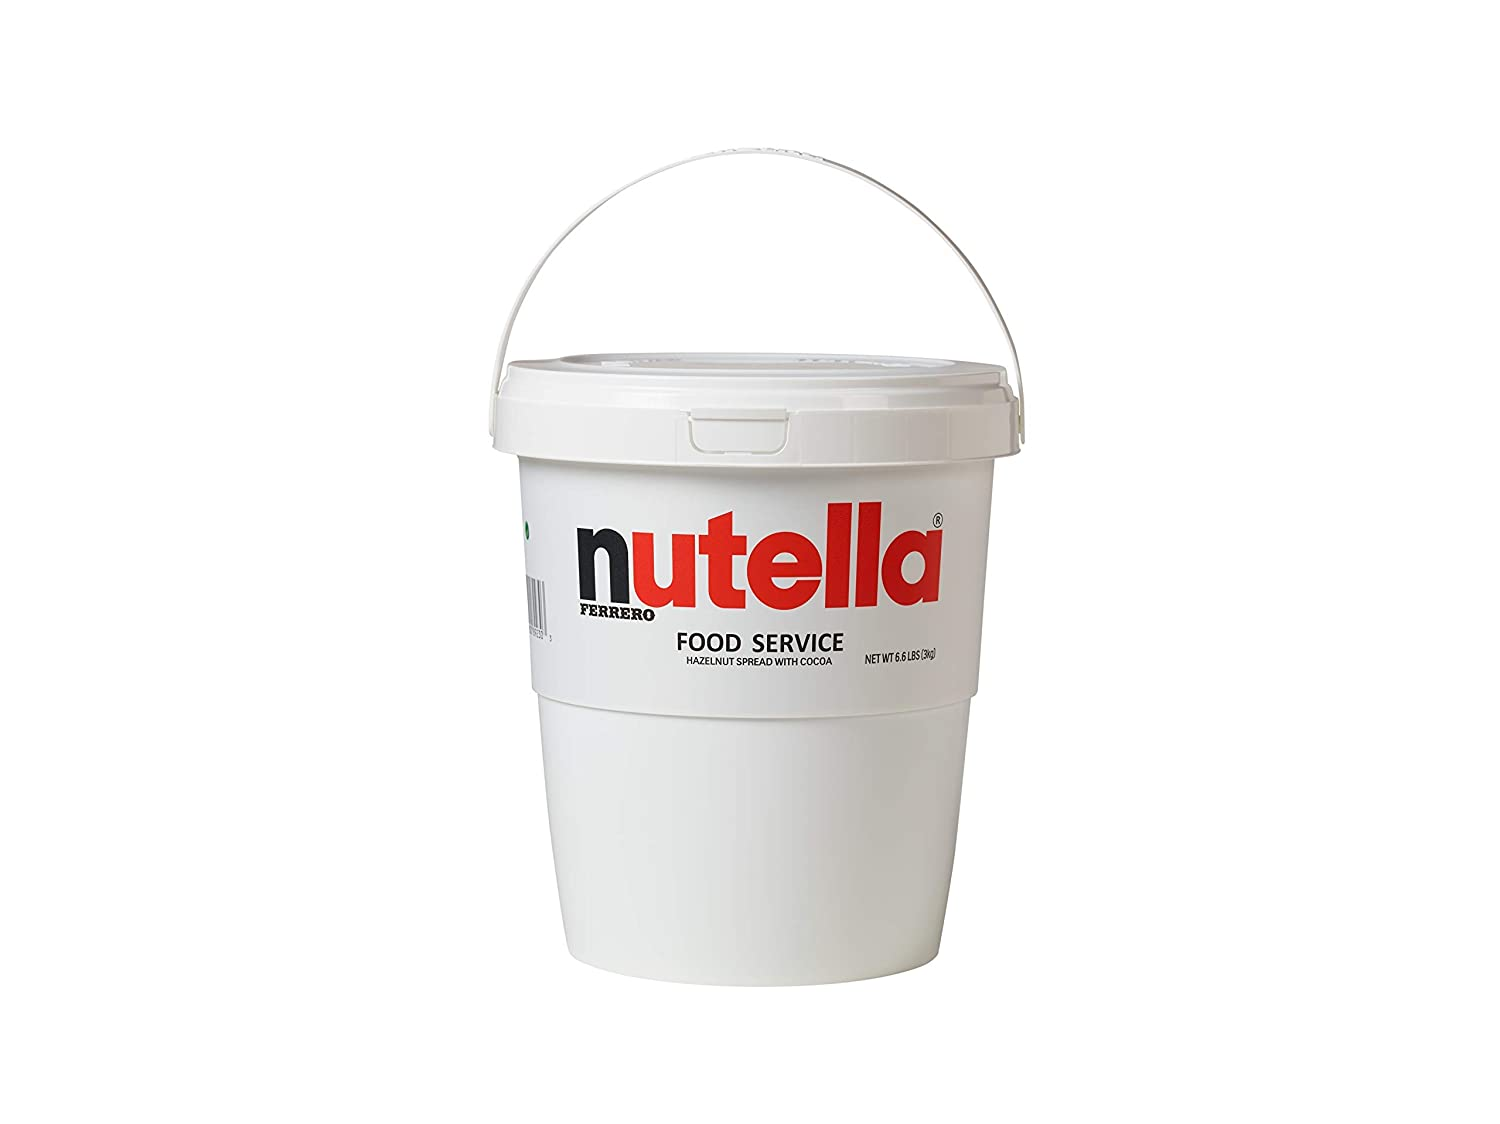 nutella®
FERRERO
FOOD SERVICE
HAZELNUT SPREAD WITH COCOA
NET WT 6.6 LBS (3kg)